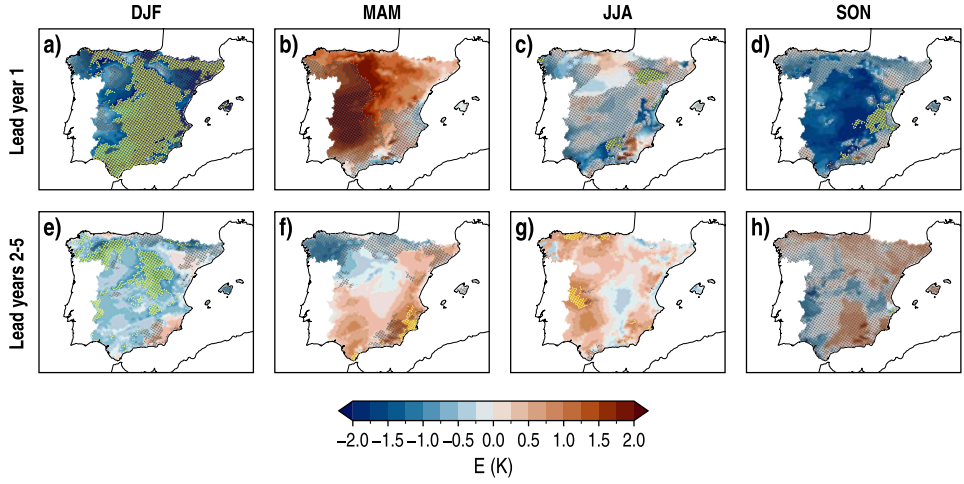 DJF MAM JJA SON
Lead year 1
a) b) c) d)
Lead years 2-5
e) f) g) h)
−2.0 −1.5 −1.0 −0.5 0.0 0.5 1.0 1.5 2.0
E (K)